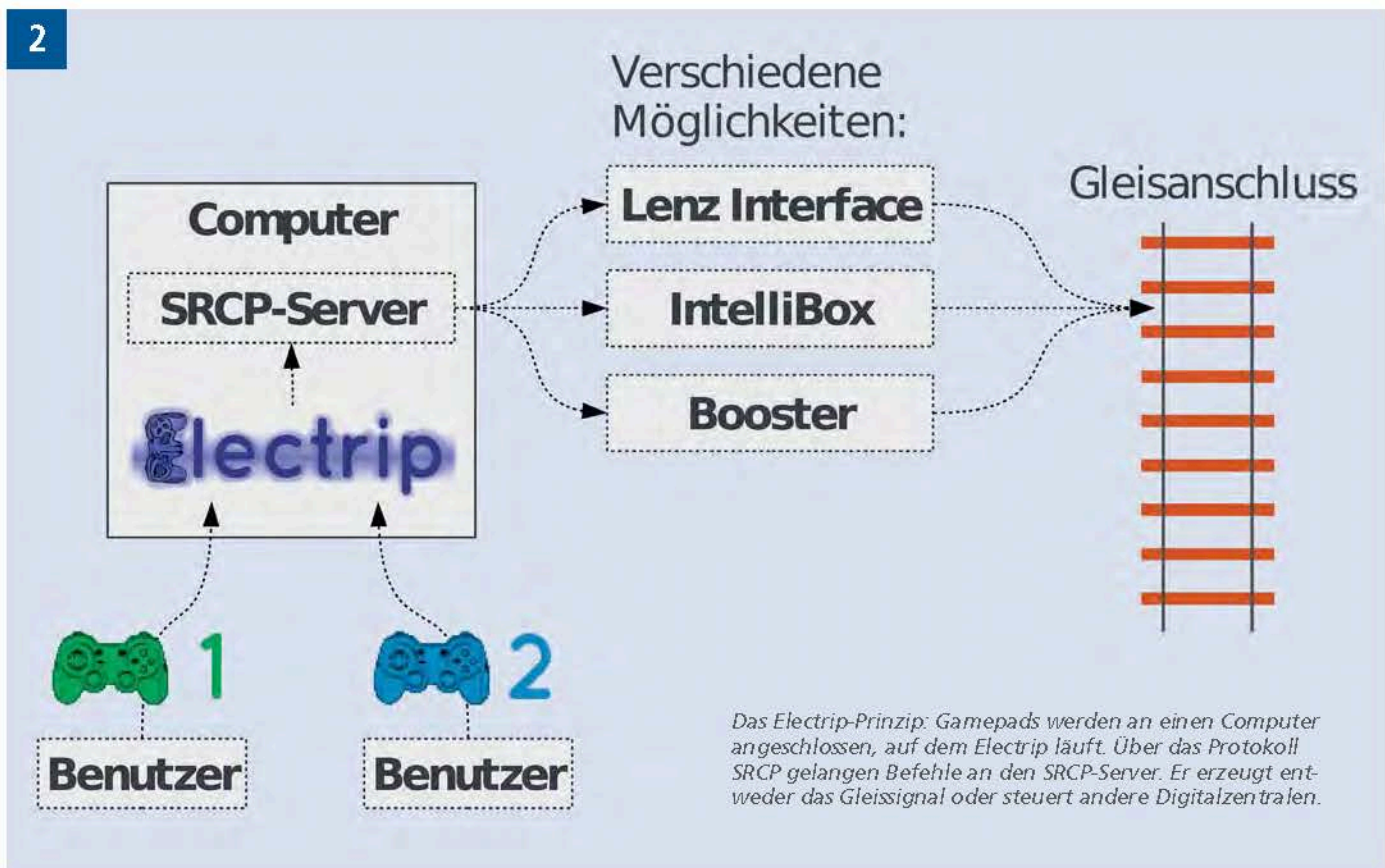 2
Verschiedene
Möglichkeiten:
Computer
SRCP-Server
Electrip
Lenz Interface
IntelliBox
Booster
Gleisanschluss
1
2
Benutzer
Benutzer
Das Electrip-Prinzip: Gamepads werden an einen Computer
angeschlossen, auf dem Electrip läuft. Über das Protokoll
SRCP gelangen Befehle an den SRCP-Server. Er erzeugt ent-
weder das Gleissignal oder steuert andere Digitalzentralen.